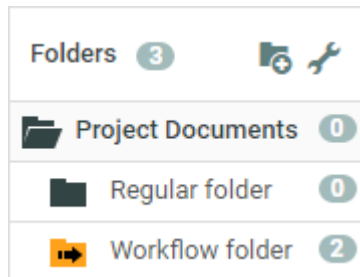 Folders 3
Project Documents 0
Regular folder 0
Workflow folder 2